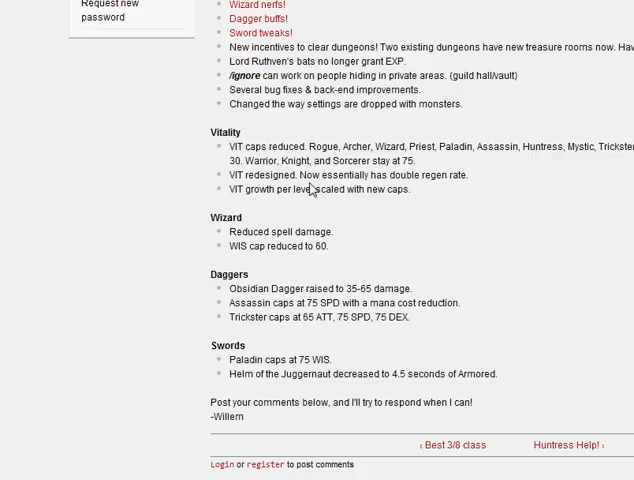 Request new
password
Wizard nerfs!
Dagger buffs!
Sword tweaks!
New incentives to clear dungeons! Two existing dungeons have new treasure rooms now.
Lord Ruthven's bats no longer grant EXP.
/ignore can work on people hiding in private areas. (guild hall/vault)
Several bug fixes & back-end improvements.
Changed the way settings are dropped with monsters.
Vitality
VIT caps reduced. Rogue, Archer, Wizard, Priest, Paladin, Assassin, Huntress, Mystic, Trickster
30. Warrior, Knight, and Sorcerer stay at 75.
VIT redesigned. Now essentially has double regen rate.
VIT growth per level scaled with new caps.
Wizard
Reduced spell damage.
WIS cap reduced to 60.
Daggers
Obsidian Dagger raised to 35-65 damage.
Assassin caps at 75 SPD with a mana cost reduction.
Trickster caps at 65 ATT, 75 SPD, 75 DEX.
Swords
Paladin caps at 75 WIS.
Helm of the Juggernaut decreased to 4.5 seconds of Armored.
Post your comments below, and I'll try to respond when I can!
-Willem
‹ Best 3/8 class Huntress Help! ›
Login or register to post comments